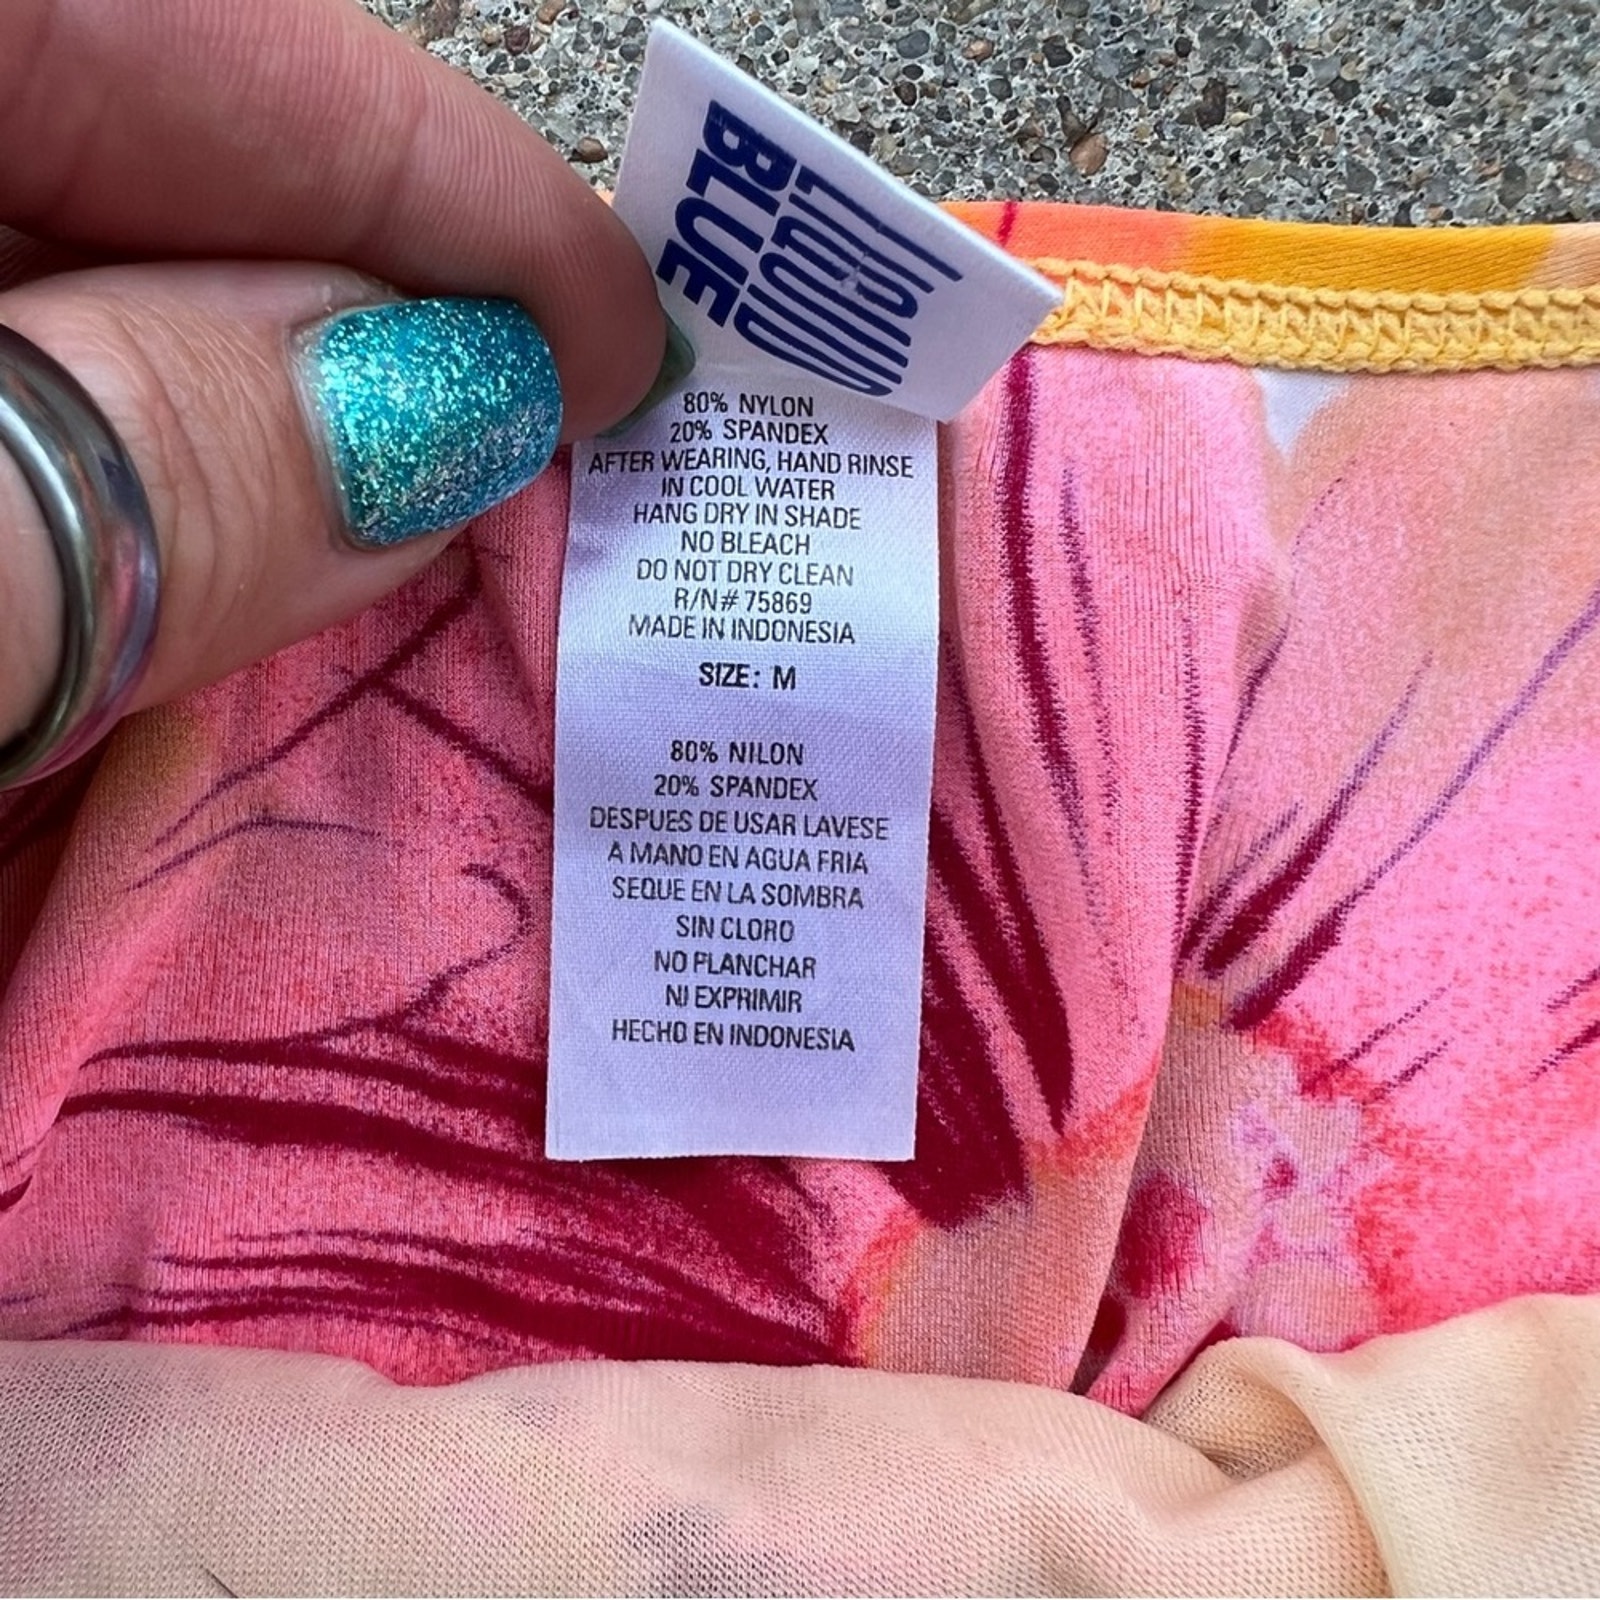 LIQUID
BLUE
80% NYLON
20% SPANDEX
AFTER WEARING, HAND RINSE
IN COOL WATER
HANG DRY IN SHADE
NO BLEACH
DO NOT DRY CLEAN
R/N# 75869
MADE IN INDONESIA
SIZE: M
80% NILON
20% SPANDEX
DESPUES DE USAR LAVESE
A MANO EN AGUA FRIA
SEQUE EN LA SOMBRA
SIN CLORO
NO PLANCHAR
NI EXPRIMIR
HECHO EN INDONESIA